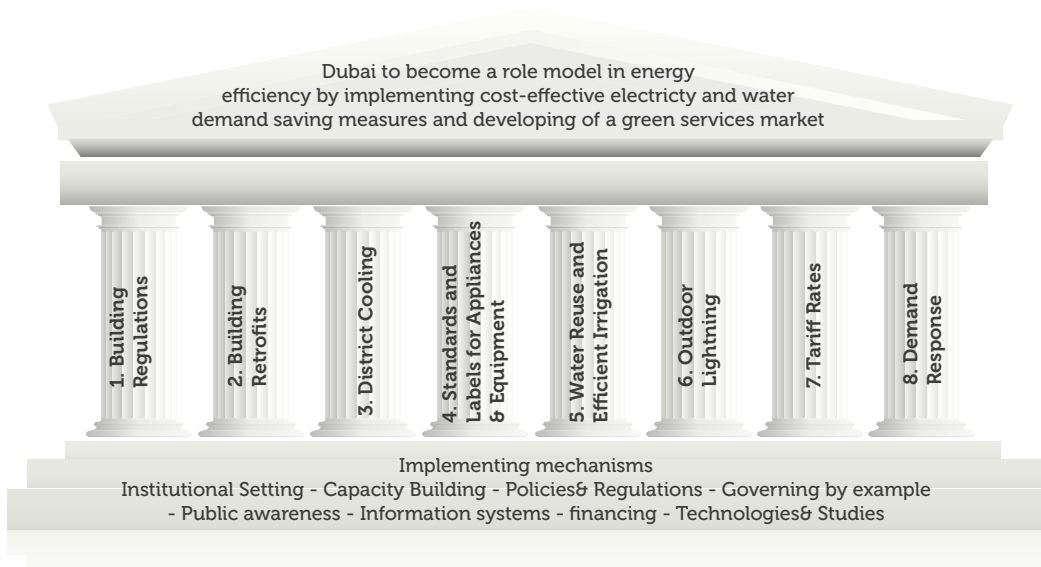 Dubai to become a role model in energy
efficiency by implementing cost-effective electricty and water
demand saving measures and developing of a green services market
1. Building
Regulations
2. Building
Retrofits
3. District Cooling
4. Standards and
Labels for Appliances
& Equipment
5. Water Reuse and
Efficient Irrigation
6. Outdoor
Lightning
7. Tariff Rates
8. Demand
Response
Implementing mechanisms
Institutional Setting - Capacity Building - Policies& Regulations - Governing by example
- Public awareness - Information systems - financing - Technologies& Studies